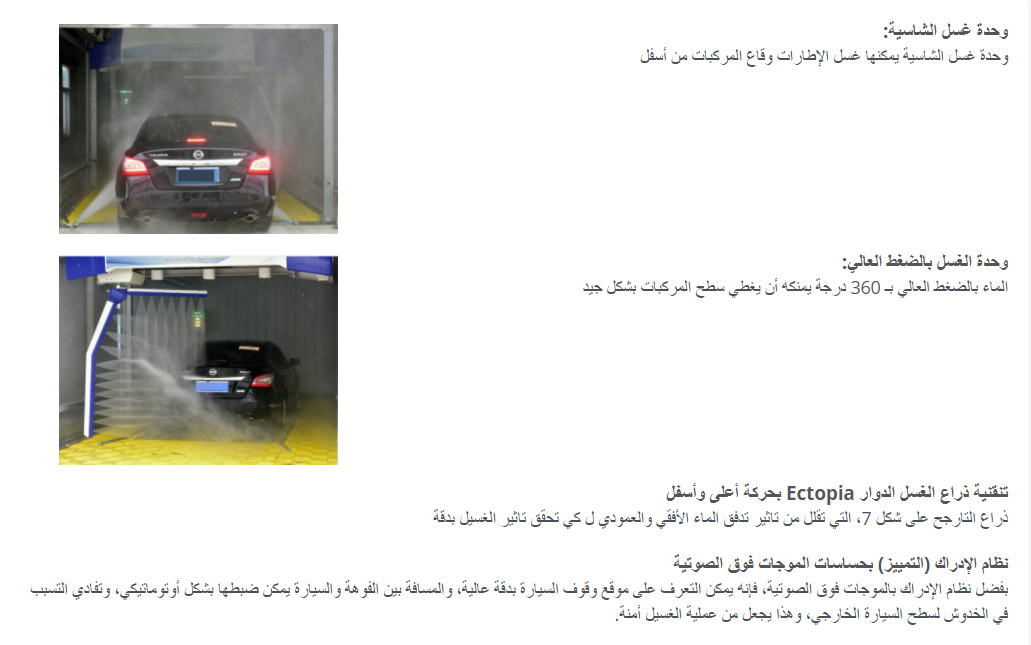 وحدة غسل الشاسية:
وحدة غسل الشاسية يمكنها غسل الإطارات وقاع المركبات من أسفل
وحدة الغسل بالضغط العالي:
الماء بالضغط العالي بـ 360 درجة يمنكه أن يغطي سطح المركبات بشكل جيد
تنقنية ذراع الغسل الدوار Ectopia بحركة أعلى وأسفل
ذراع التارجح على شكل 7، التي تقلل من تاثير تدفق الماء الأفقي والعمودي ل كي تحقق تاثير الغسيل بدقة
نظام الإدراك (التمييز) بحساسات الموجات فوق الصوتية
بفضل نظام الإدراك بالموجات فوق الصوتية، فإنه يمكن التعرف على موقع وقوف السيارة بدقة عالية، والمسافة بين الفوهة والسيارة يمكن ضبطها بشكل أوتوماتيكي، وتفادي التسبب
في الخدوش لسطح السيارة الخارجي، وهذا يجعل من عملية الغسيل أمنة.